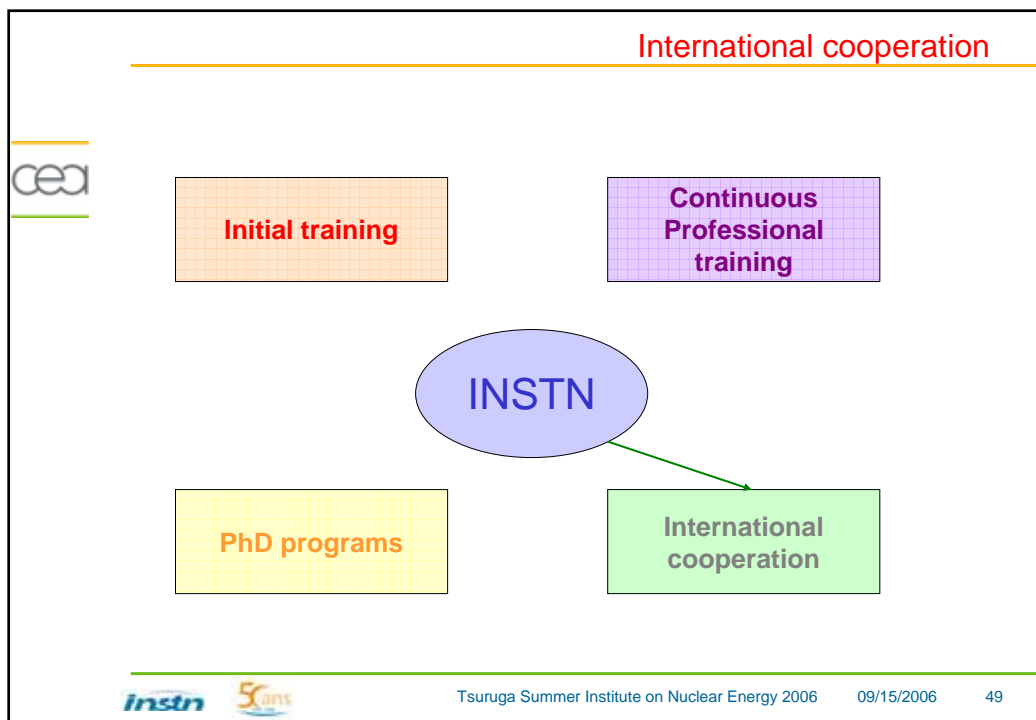 International cooperation
cea
Initial training
Continuous
Professional
training
INSTN
PhD programs
International
cooperation
instn
50 ans
Tsuruga Summer Institute on Nuclear Energy 2006 09/15/2006 49